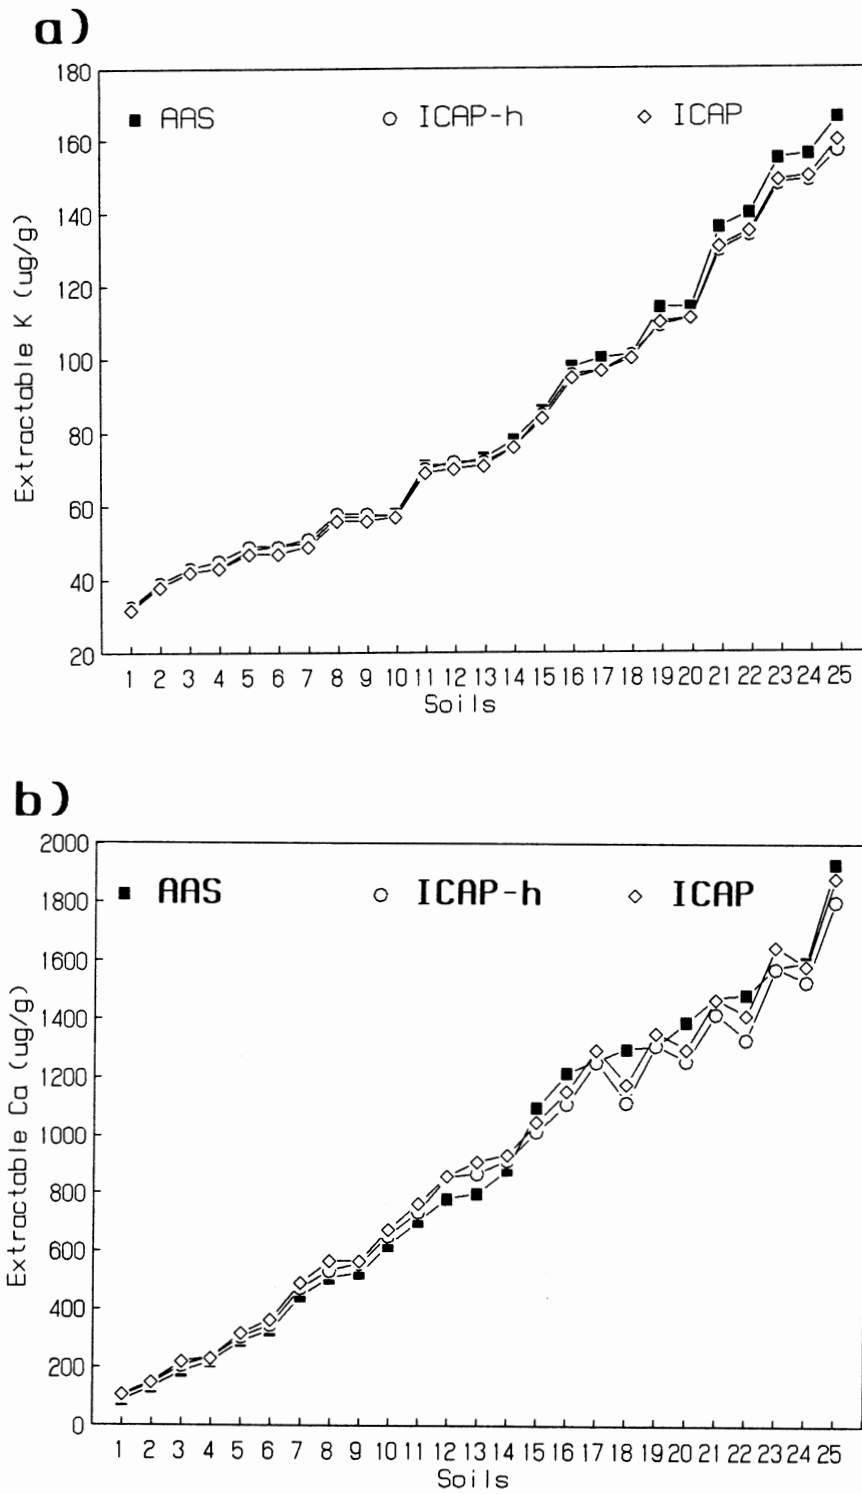 a)
180
AAS ICAP-h ICAP
160
140
120
100
80
60
40
20
Extractable K (ug/g)
1 2 3 4 5 6 7 8 9 10 11 12 13 14 15 16 17 18 19 20 21 22 23 24 25
Soils
b)
2000
AAS ICAP-h ICAP
1800
1600
1400
1200
1000
800
600
400
200
0
Extractable Ca (ug/g)
1 2 3 4 5 6 7 8 9 10 11 12 13 14 15 16 17 18 19 20 21 22 23 24 25
Soils